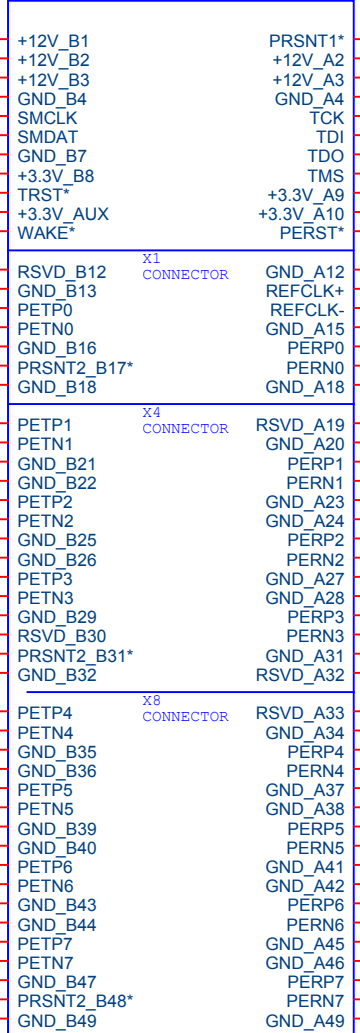 +12V_B1 PRSNT1*
+12V_B2 +12V_A2
+12V_B3 +12V_A3
GND_B4 GND_A4
SMCLK TCK
SMDAT TDI
GND_B7 TDO
+3.3V_B8 TMS
TRST* +3.3V_A9
+3.3V_AUX +3.3V_A10
WAKE* PERST*
X1
CONNECTOR
RSVD_B12 GND_A12
GND_B13 REFCLK+
PETP0 REFCLK-
PETN0 GND_A15
GND_B16 PERP0
PRSNT2_B17* PERN0
GND_B18 GND_A18
X4
CONNECTOR
PETP1 RSVD_A19
PETN1 GND_A20
GND_B21 PERP1
GND_B22 PERN1
PETP2 GND_A23
PETN2 GND_A24
GND_B25 PERP2
GND_B26 PERN2
PETP3 GND_A27
PETN3 GND_A28
GND_B29 PERP3
RSVD_B30 PERN3
PRSNT2_B31* GND_A31
GND_B32 RSVD_A32
X8
CONNECTOR
PETP4 RSVD_A33
PETN4 GND_A34
GND_B35 PERP4
GND_B36 PERN4
PETP5 GND_A37
PETN5 GND_A38
GND_B39 PERP5
GND_B40 PERN5
PETP6 GND_A41
PETN6 GND_A42
GND_B43 PERP6
GND_B44 PERN6
PETP7 GND_A45
PETN7 GND_A46
GND_B47 PERP7
PRSNT2_B48* PERN7
GND_B49 GND_A49